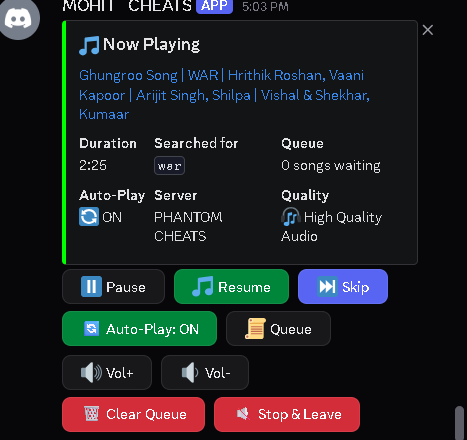 MOHIT CHEATS APP 5:03 PM
Now Playing
Ghungroo Song | WAR | Hrithik Roshan, Vaani
Kapoor | Arijit Singh, Shilpa | Vishal & Shekhar,
Kumaar
Duration Searched for Queue
2:25 war 0 songs waiting
Auto-Play Server Quality
ON PHANTOM High Quality
CHEATS Audio
Pause Resume Skip
Auto-Play: ON Queue
Vol+ Vol-
Clear Queue Stop & Leave